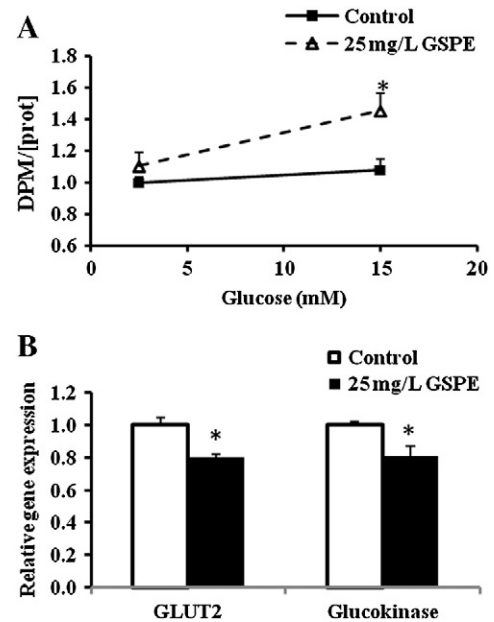 A
Control
25mg/L GSPE
DPM/[prot]
1.8
1.6
1.4
1.2
1.0
0.8
0.6
*
0 5 10 15 20
Glucose (mM)
B
Control
25mg/L GSPE
Relative gene expression
1.2
1.0
0.8
0.6
0.4
0.2
0.0
* *
GLUT2 Glucokinase